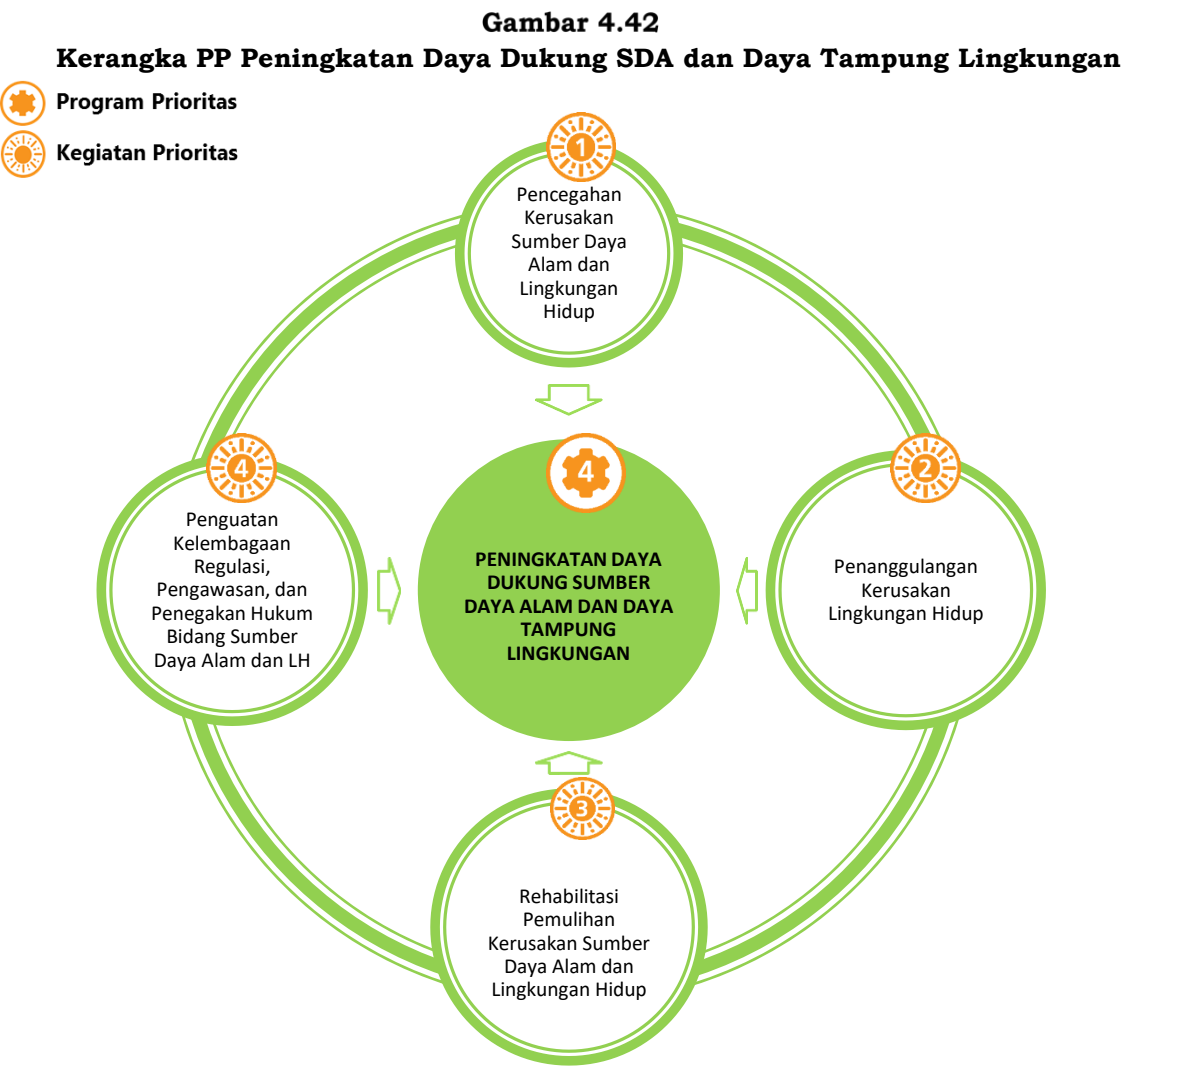 Gambar 4.42
Kerangka PP Peningkatan Daya Dukung SDA dan Daya Tampung Lingkungan
Program Prioritas
Kegiatan Prioritas
1
Pencegahan
Kerusakan
Sumber Daya
Alam dan
Lingkungan
Hidup
2
Penanggulangan
Kerusakan
Lingkungan Hidup
3
Rehabilitasi
Pemulihan
Kerusakan Sumber
Daya Alam dan
Lingkungan Hidup
4
Penguatan
Kelembagaan
Regulasi,
Pengawasan, dan
Penegakan Hukum
Bidang Sumber
Daya Alam dan LH
4
PENINGKATAN DAYA
DUKUNG SUMBER
DAYA ALAM DAN DAYA
TAMPUNG
LINGKUNGAN